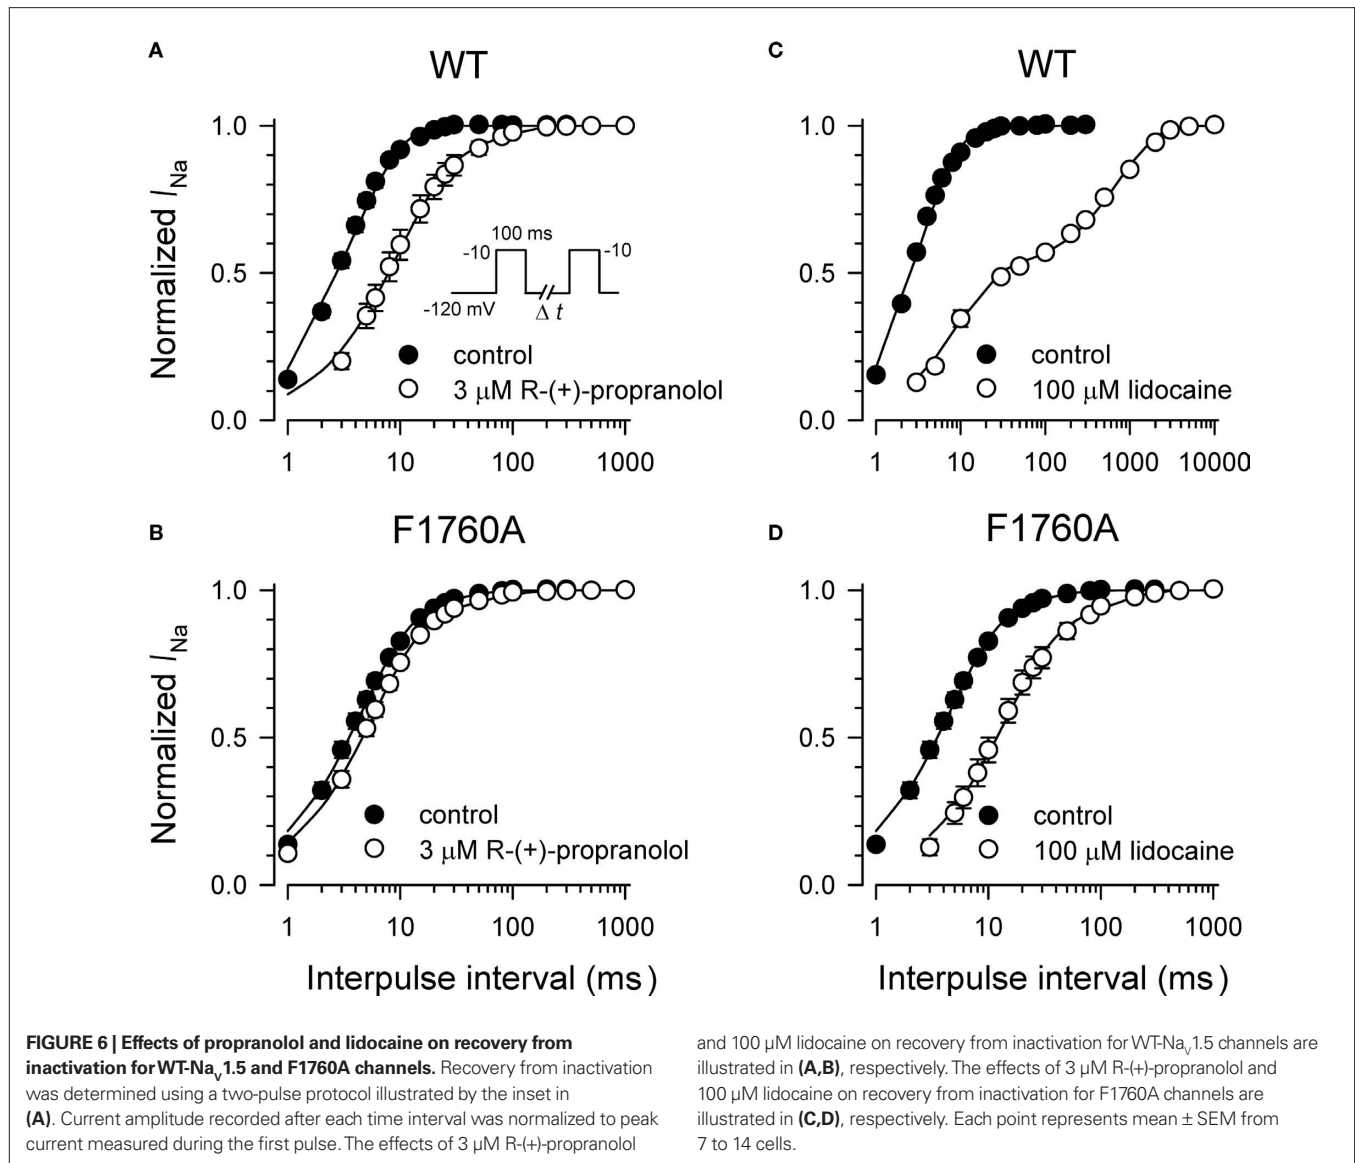 A
WT
1.0
0.5
0.0
Normalized I_Na
100 ms
-10
-10
-120 mV
Δ t
control
3 μM R-(+)-propranolol
1 10 100 1000
C
WT
1.0
0.5
0.0
control
100 μM lidocaine
1 10 100 1000 10000
B
F1760A
1.0
0.5
0.0
Normalized I_Na
control
3 μM R-(+)-propranolol
1 10 100 1000
Interpulse interval (ms)
D
F1760A
1.0
0.5
0.0
control
100 μM lidocaine
1 10 100 1000
Interpulse interval (ms)
FIGURE 6 | Effects of propranolol and lidocaine on recovery from
inactivation for WT-Nav1.5 and F1760A channels. Recovery from inactivation
was determined using a two-pulse protocol illustrated by the inset in
(A). Current amplitude recorded after each time interval was normalized to peak
current measured during the first pulse. The effects of 3 μM R-(+)-propranolol
and 100 μM lidocaine on recovery from inactivation for WT-Nav1.5 channels are
illustrated in (A,B), respectively. The effects of 3 μM R-(+)-propranolol and
100 μM lidocaine on recovery from inactivation for F1760A channels are
illustrated in (C,D), respectively. Each point represents mean ± SEM from
7 to 14 cells.